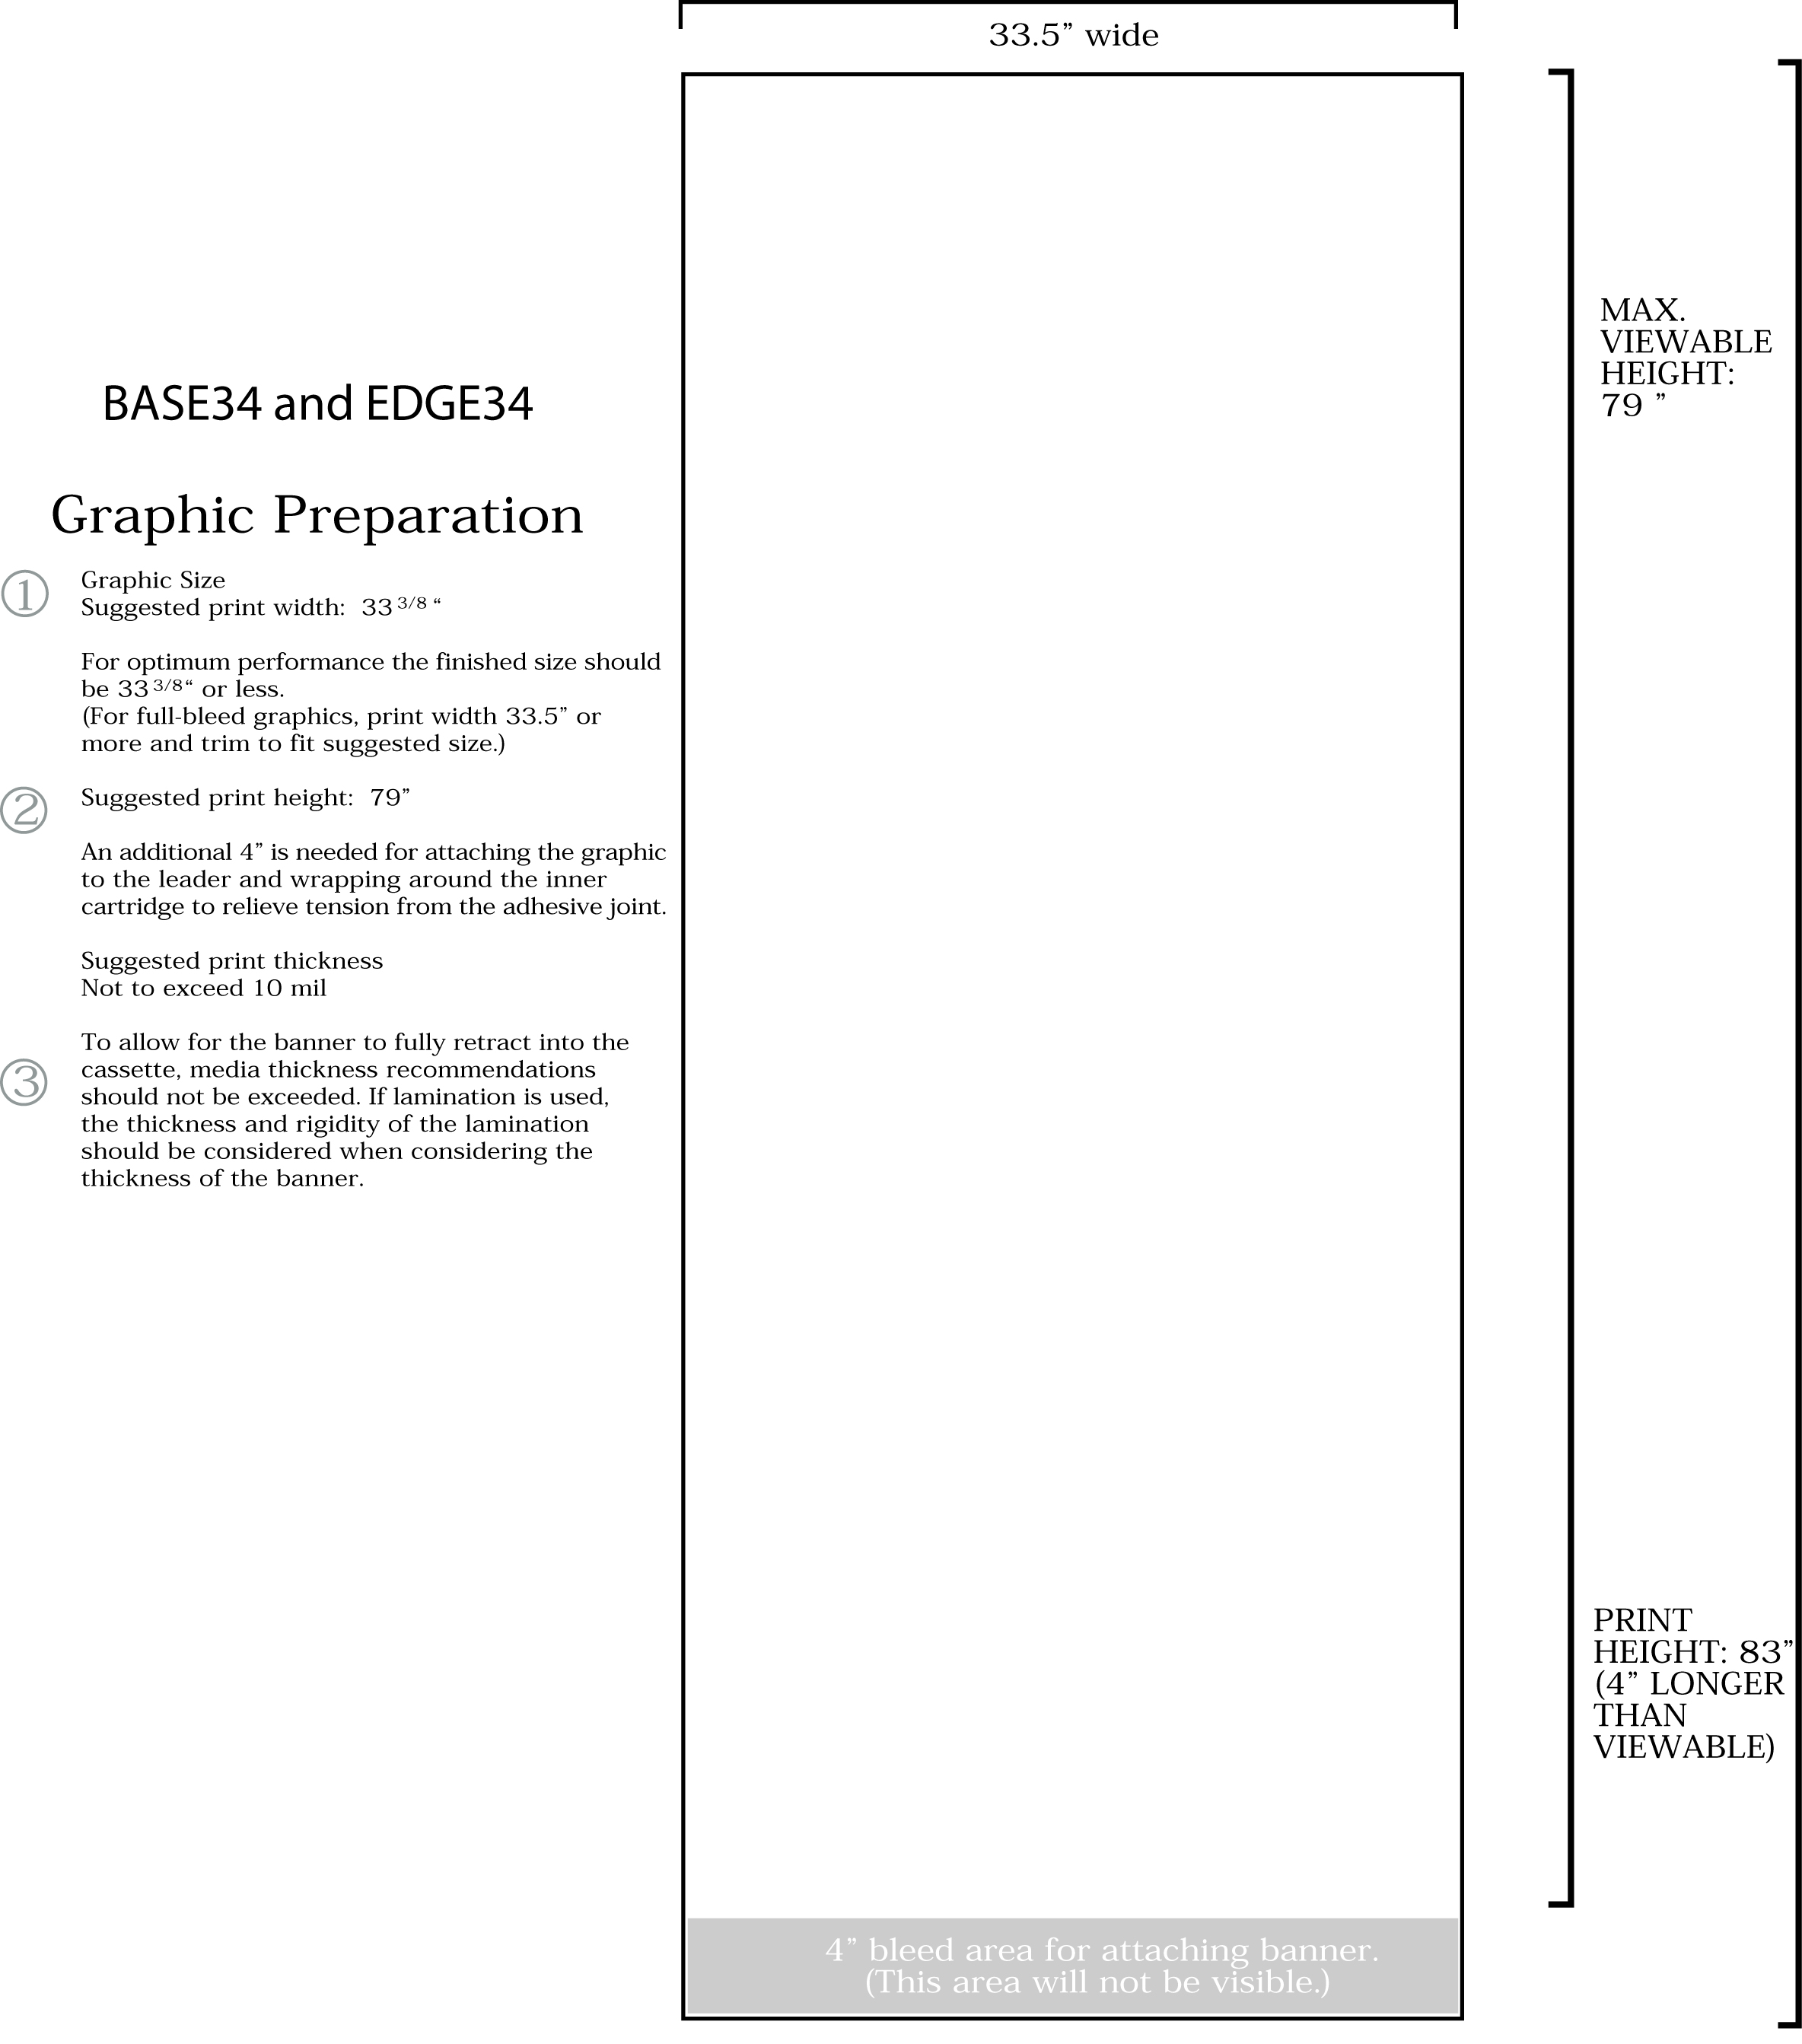 33.5” wide
BASE34 and EDGE34
Graphic Preparation
1
Graphic Size
Suggested print width:  33 3/8 “
For optimum performance the finished size should
be 33 3/8“ or less.
(For full-bleed graphics, print width 33.5” or
more and trim to fit suggested size.)
2
Suggested print height:  79”
An additional 4” is needed for attaching the graphic
to the leader and wrapping around the inner
cartridge to relieve tension from the adhesive joint.
Suggested print thickness
Not to exceed 10 mil
3
To allow for the banner to fully retract into the
cassette, media thickness recommendations
should not be exceeded. If lamination is used,
the thickness and rigidity of the lamination
should be considered when considering the
thickness of the banner.
MAX.
VIEWABLE
HEIGHT:
79 ”
PRINT
HEIGHT: 83”
(4” LONGER
THAN
VIEWABLE)
4” bleed area for attaching banner.
(This area will not be visible.)